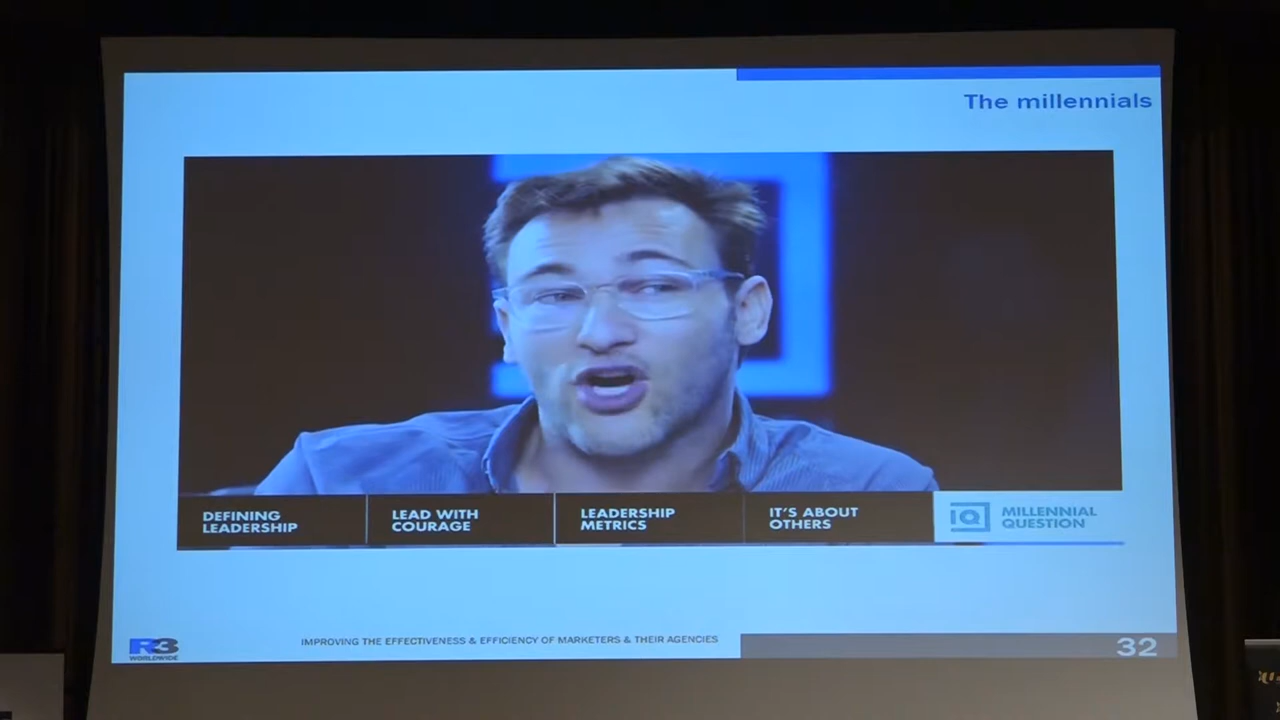 The millennials
DEFINING
LEADERSHIP
LEAD WITH
COURAGE
LEADERSHIP
METRICS
IT'S ABOUT
OTHERS
IQ
MILLENNIAL
QUESTION
R3
WORLDWIDE
IMPROVING THE EFFECTIVENESS & EFFICIENCY OF MARKETERS & THEIR AGENCIES
32